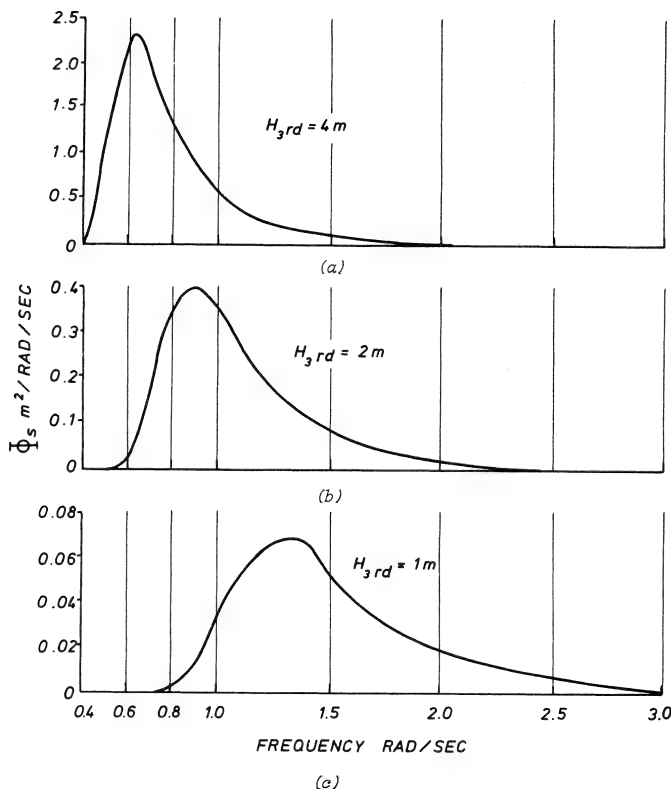 2.5
2.0
1.5
1.0
0.5
0
H3rd = 4m
(a)
0.4
0.3
0.2
0.1
0
H3rd = 2m
(b)
Φs m²/RAD/SEC
0.08
0.06
0.04
0.02
0
H3rd = 1m
0.4 0.6 0.8 1.0 1.5 2.0 2.5 3.0
FREQUENCY RAD/SEC
(c)